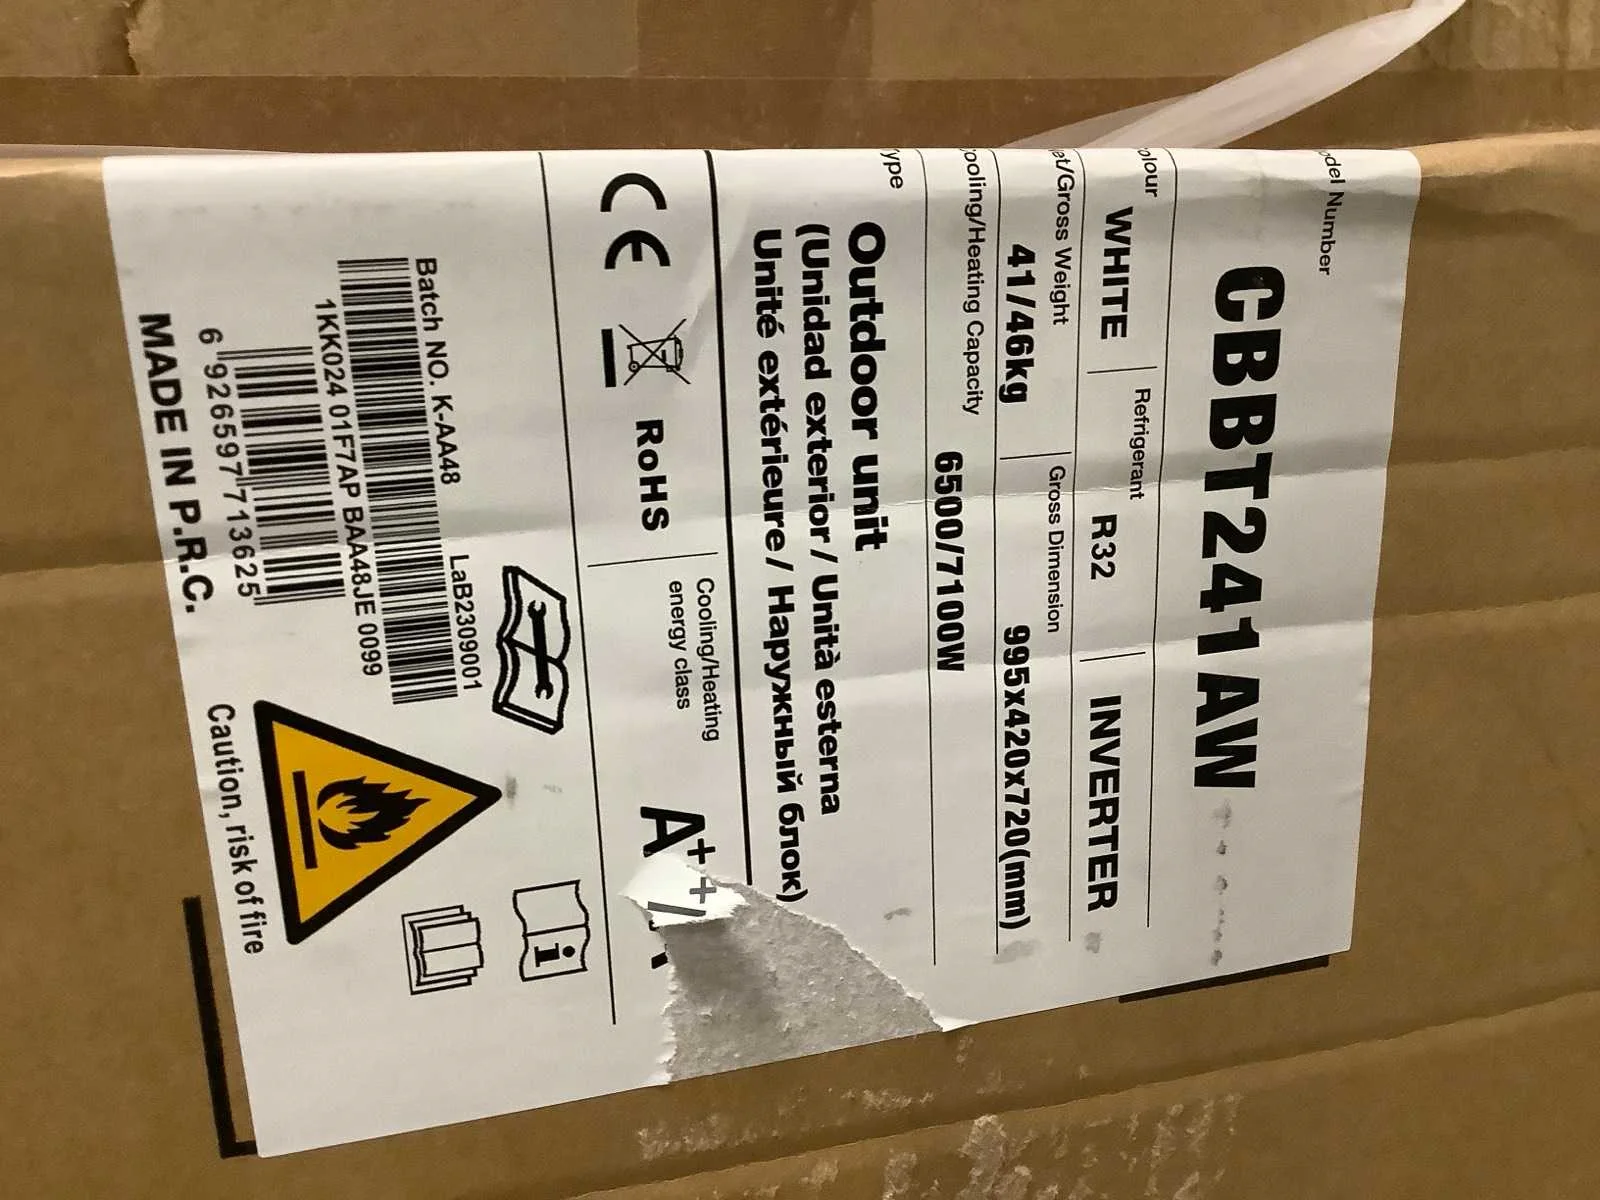 odel Number
CBBT241AW
olour WHITE Refrigerant R32 INVERTER
et/Gross Weight 41/46kg Gross Dimension 995x420x720(mm)
ooling/Heating Capacity 6500/7100W
ype Outdoor unit
(Unidad exterior / Unità esterna
Unité extérieure / Наружный блок)
CE RoHS Cooling/Heating
energy class A++/
Batch NO. K-AA48 LaB2309001
1KK024 01F7AP BAA48JE 0099
6 926597 713625
MADE IN P.R.C.
Caution, risk of fire